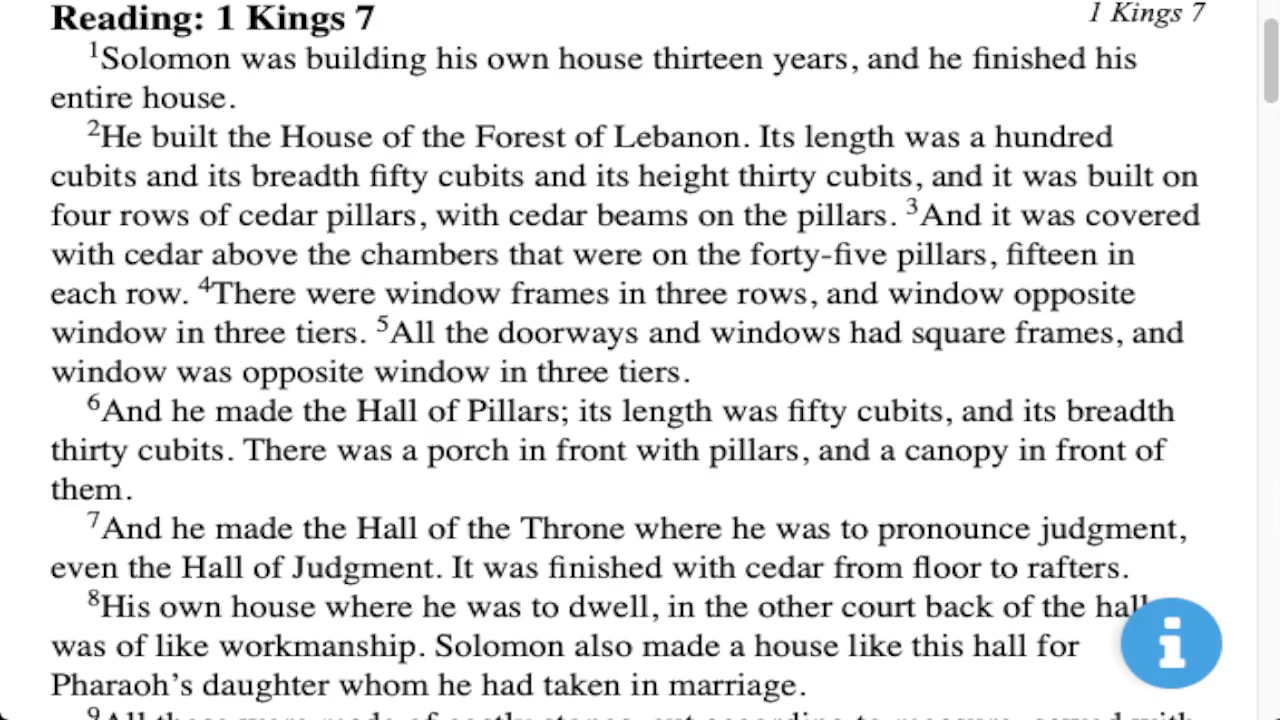 Reading: 1 Kings 7
1 Kings 7
¹Solomon was building his own house thirteen years, and he finished his
entire house.
²He built the House of the Forest of Lebanon. Its length was a hundred
cubits and its breadth fifty cubits and its height thirty cubits, and it was built on
four rows of cedar pillars, with cedar beams on the pillars. ³And it was covered
with cedar above the chambers that were on the forty-five pillars, fifteen in
each row. ⁴There were window frames in three rows, and window opposite
window in three tiers. ⁵All the doorways and windows had square frames, and
window was opposite window in three tiers.
⁶And he made the Hall of Pillars; its length was fifty cubits, and its breadth
thirty cubits. There was a porch in front with pillars, and a canopy in front of
them.
⁷And he made the Hall of the Throne where he was to pronounce judgment,
even the Hall of Judgment. It was finished with cedar from floor to rafters.
⁸His own house where he was to dwell, in the other court back of the hall
was of like workmanship. Solomon also made a house like this hall for
Pharaoh’s daughter whom he had taken in marriage.